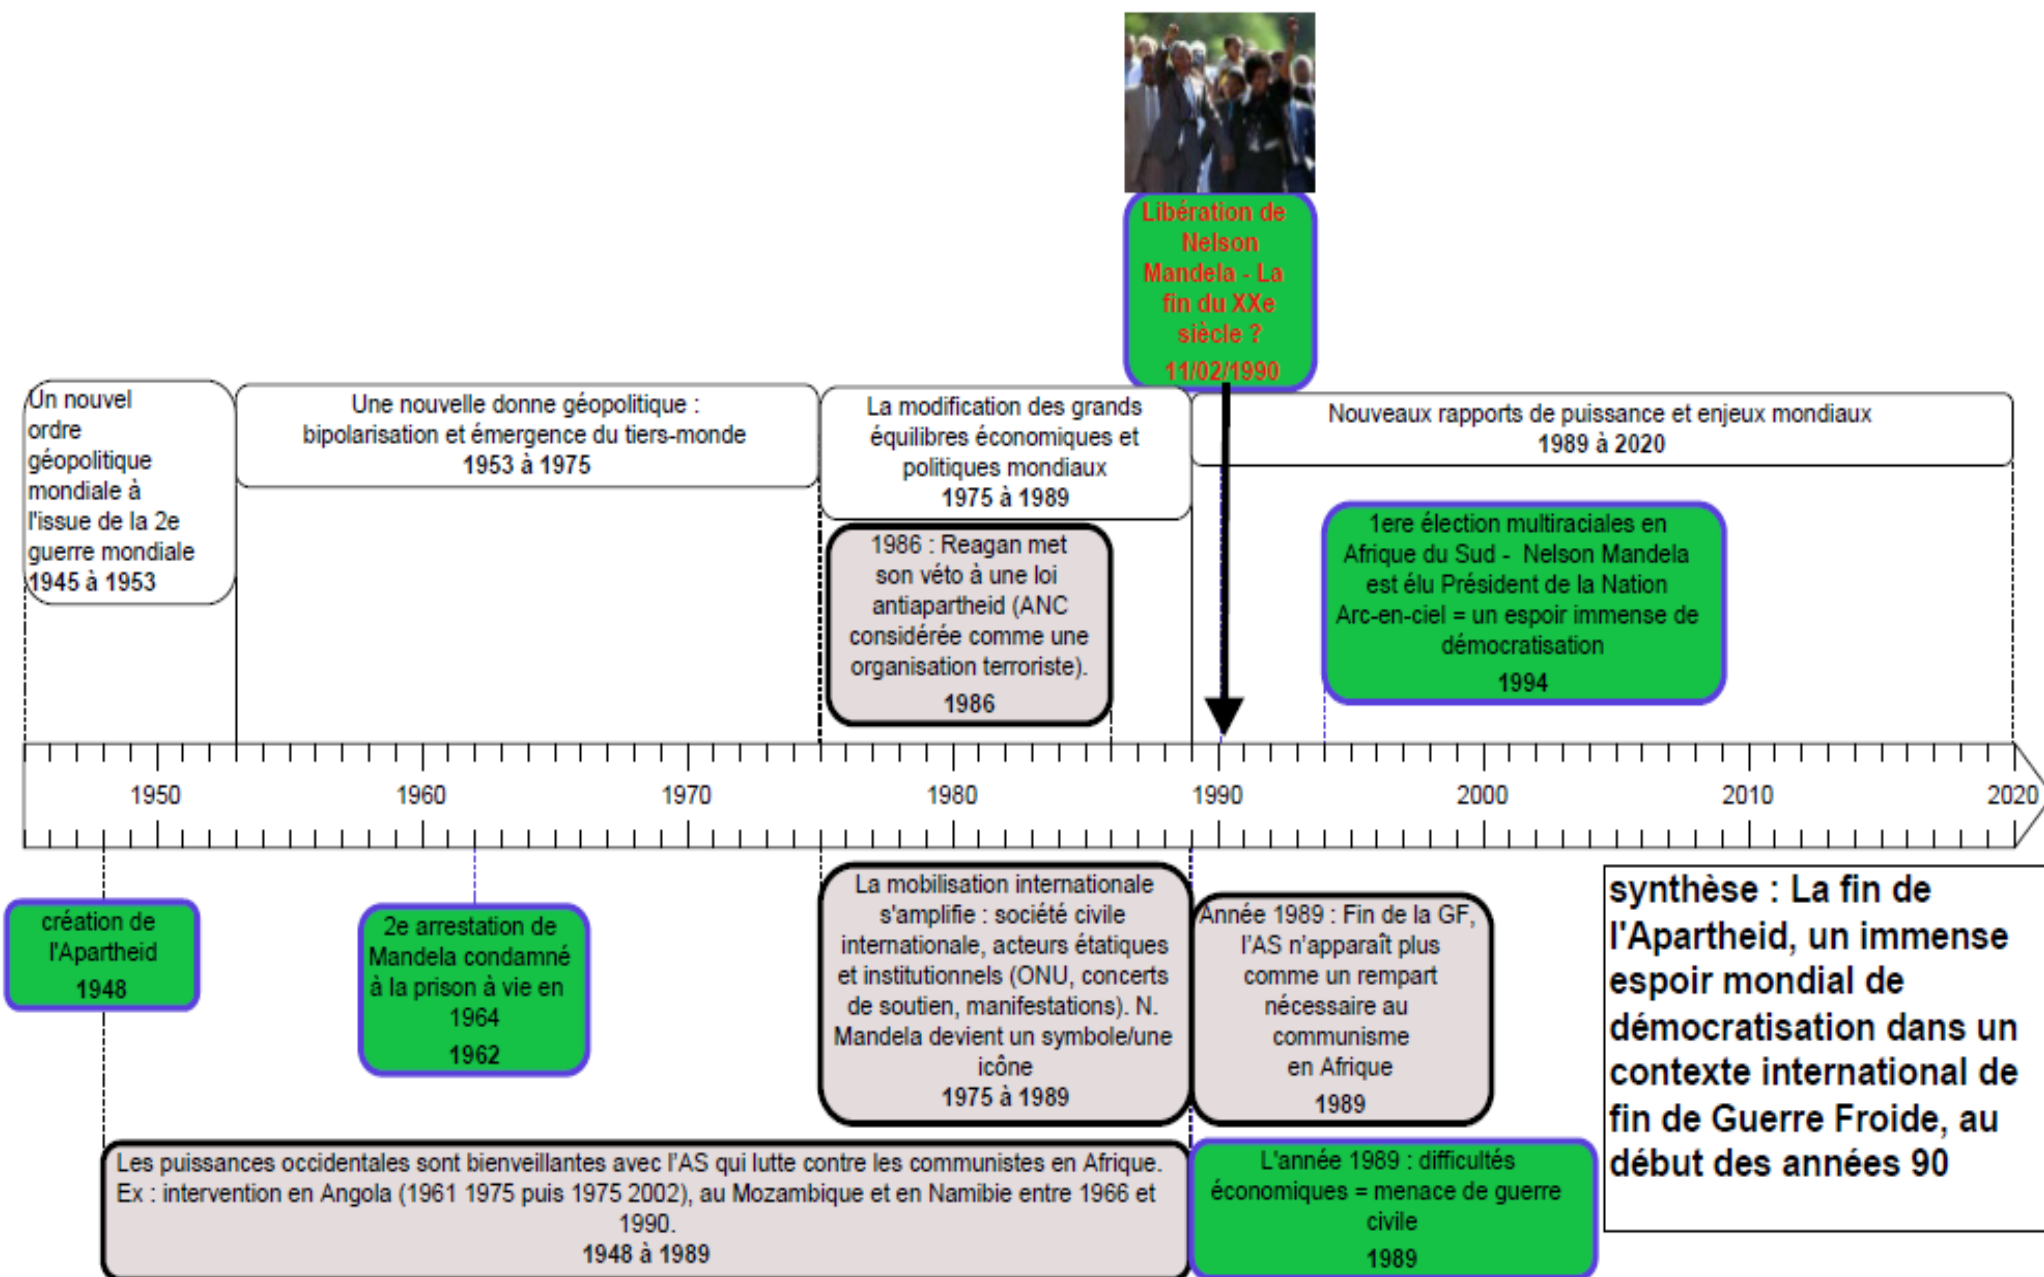 Libération de
Nelson
Mandela - La
fin du XXe
siècle ?
11/02/1990
Un nouvel
ordre
géopolitique
mondiale à
l'issue de la 2e
guerre mondiale
1945 à 1953
Une nouvelle donne géopolitique :
bipolarisation et émergence du tiers-monde
1953 à 1975
La modification des grands
équilibres économiques et
politiques mondiaux
1975 à 1989
Nouveaux rapports de puissance et enjeux mondiaux
1989 à 2020
1986 : Reagan met
son véto à une loi
antiapartheid (ANC
considérée comme une
organisation terroriste).
1986
1ere élection multiraciales en
Afrique du Sud - Nelson Mandela
est élu Président de la Nation
Arc-en-ciel = un espoir immense de
démocratisation
1994
1950 1960 1970 1980 1990 2000 2010 2020
création de
l'Apartheid
1948
2e arrestation de
Mandela condamné
à la prison à vie en
1964
1962
La mobilisation internationale
s'amplifie : société civile
internationale, acteurs étatiques
et institutionnels (ONU, concerts
de soutien, manifestations). N.
Mandela devient un symbole/une
icône
1975 à 1989
Année 1989 : Fin de la GF,
l'AS n'apparaît plus
comme un rempart
nécessaire au
communisme
en Afrique
1989
synthèse : La fin de
l'Apartheid, un immense
espoir mondial de
démocratisation dans un
contexte international de
fin de Guerre Froide, au
début des années 90
Les puissances occidentales sont bienveillantes avec l'AS qui lutte contre les communistes en Afrique.
Ex : intervention en Angola (1961 1975 puis 1975 2002), au Mozambique et en Namibie entre 1966 et
1990.
1948 à 1989
L'année 1989 : difficultés
économiques = menace de guerre
civile
1989